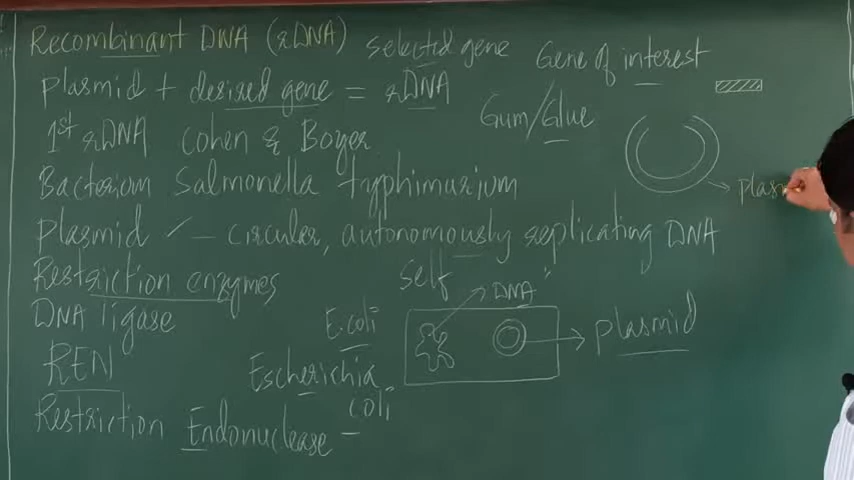 Recombinant DNA (rDNA) selected gene Gene of interest
plasmid + desired gene = rDNA
Gum/Glue
1st rDNA Cohen & Boyer
Bacterium Salmonella typhimurium
plas
Plasmid – circular, autonomously replicating DNA
Restriction enzymes self
DNA
DNA ligase E.coli plasmid
REN Escherichia
coli
Restriction Endonuclease